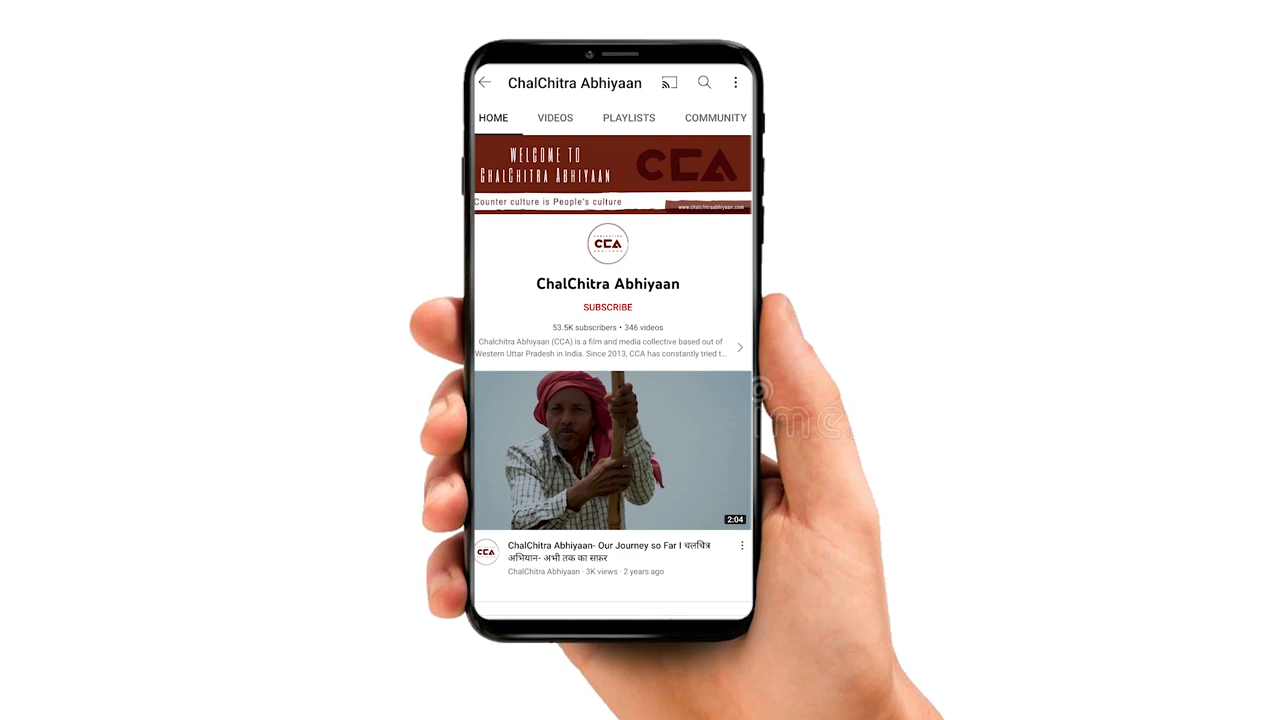 ChalChitra Abhiyaan
HOME VIDEOS PLAYLISTS COMMUNITY
WELCOME TO
CHALCHITRA ABHIYAAN
CCA
Counter culture is People's culture
www.chalchitraabhiyaan.com
CCA
ChalChitra Abhiyaan
SUBSCRIBE
53.5K subscribers • 346 videos
Chalchitra Abhiyaan (CCA) is a film and media collective based out of
Western Uttar Pradesh in India. Since 2013, CCA has constantly tried t...
2:04
CCA
ChalChitra Abhiyaan- Our Journey so Far I चलचित्र
अभियान- अभी तक का सफ़र
ChalChitra Abhiyaan · 3K views · 2 years ago